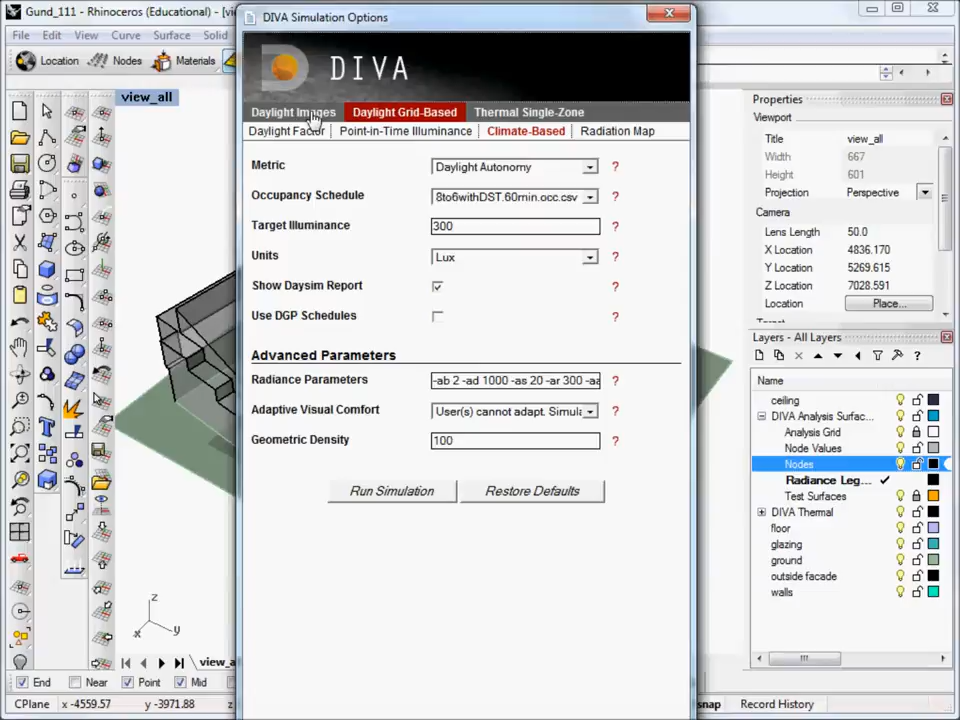 Gund_111 - Rhinoceros (Educational) - [v
File Edit View Curve Surface Solid
Location Nodes Materials
view_all
DIVA Simulation Options
DIVA
Daylight Images Daylight Grid-Based Thermal Single-Zone
Daylight Factor Point-in-Time Illuminance Climate-Based Radiation Map
Metric Daylight Autonomy ?
Occupancy Schedule 8to6withDST.60min.occ.csv ?
Target Illuminance 300 ?
Units Lux ?
Show Daysim Report ?
Use DGP Schedules ?
Advanced Parameters
Radiance Parameters -ab 2 -ad 1000 -as 20 -ar 300 -aa ?
Adaptive Visual Comfort User(s) cannot adapt. Simula ?
Geometric Density 100 ?
Run Simulation Restore Defaults
Properties
Viewport
Title view_all
Width 667
Height 601
Projection Perspective
Camera
Lens Length 50.0
X Location 4836.170
Y Location 5269.615
Z Location 7028.591
Location Place...
Layers - All Layers
Name
ceiling
DIVA Analysis Surfac...
Analysis Grid
Node Values
Nodes
Radiance Leg...
Test Surfaces
DIVA Thermal
floor
glazing
ground
outside facade
walls
z
x y
view_a
End Near Point Mid
CPlane x -4559.57 y -3971.88 z
snap Record History